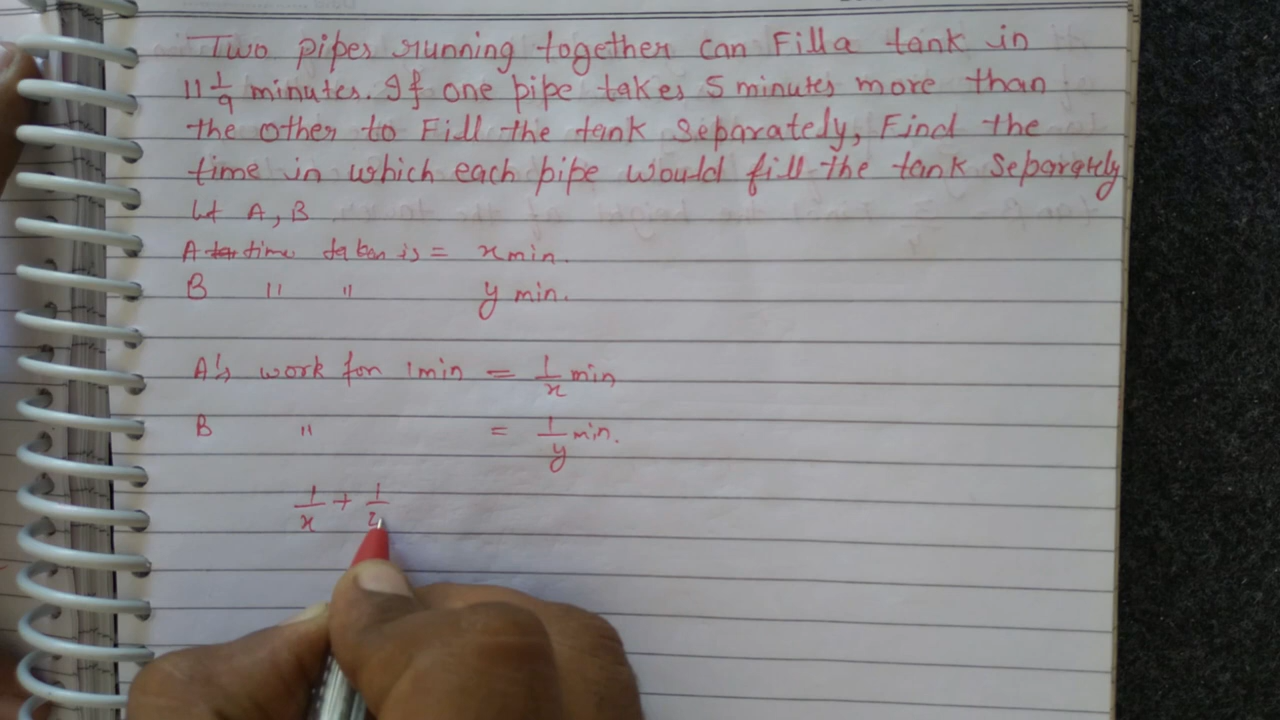 Two pipes running together can Fill a tank in
11 1/9 minutes. If one pipe takes 5 minutes more than
the other to Fill the tank separately, Find the
time in which each pipe would fill the tank separately
let A, B
A time taken is = x min.
B " " y min.
A's work for 1min = 1/x min
B " = 1/y min.
1/x + 1/